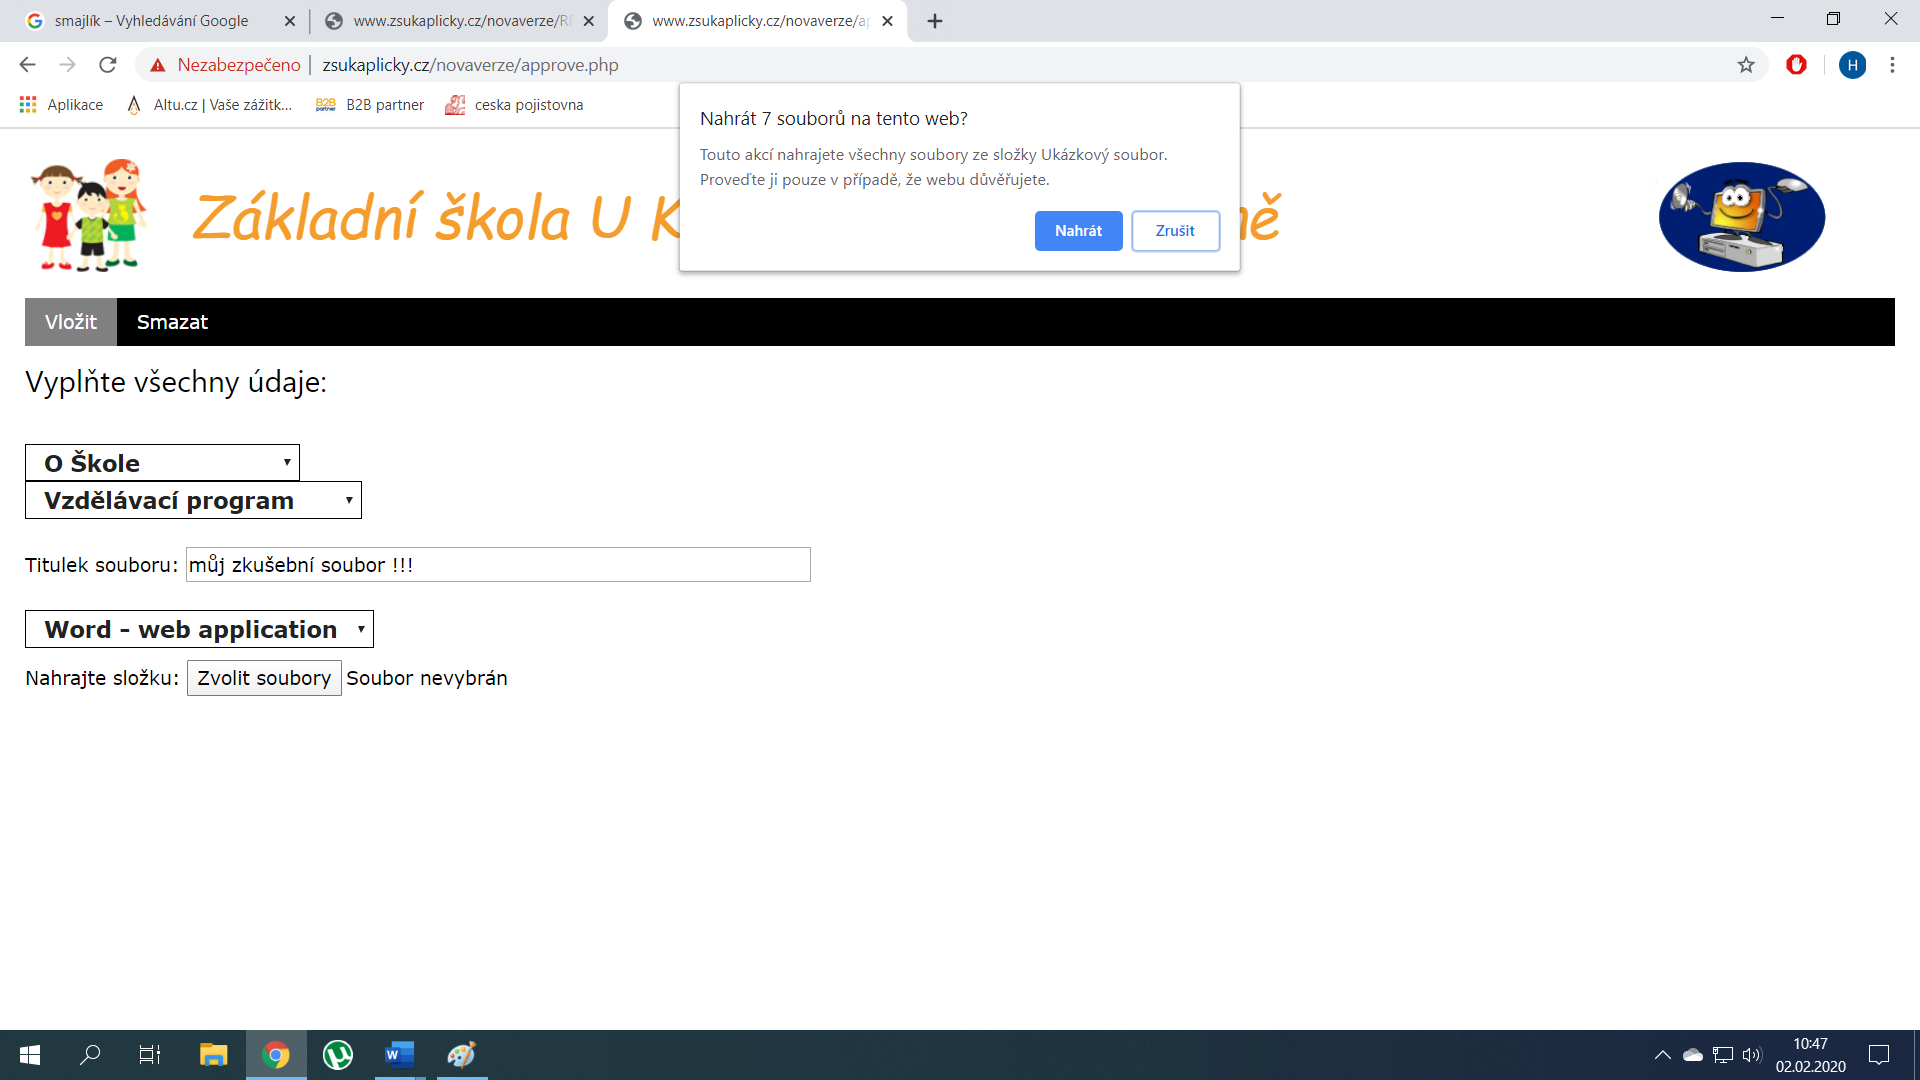 smajlík – Vyhledávání Google
www.zsukaplicky.cz/novaverze/R
www.zsukaplicky.cz/novaverze/a
Nezabezpečeno | zsukaplicky.cz/novaverze/approve.php
H
Aplikace
Altu.cz | Vaše zážitk...
B2B partner
B2B partner
ceska pojistovna
Nahrát 7 souborů na tento web?
Touto akcí nahrajete všechny soubory ze složky Ukázkový soubor.
Proveďte ji pouze v případě, že webu důvěřujete.
Nahrát
Zrušit
Základní škola U K ně
Vložit
Smazat
Vyplňte všechny údaje:
O Škole
Vzdělávací program
Titulek souboru: můj zkušební soubor !!!
Word - web application
Nahrajte složku: Zvolit soubory Soubor nevybrán
10:47
02.02.2020